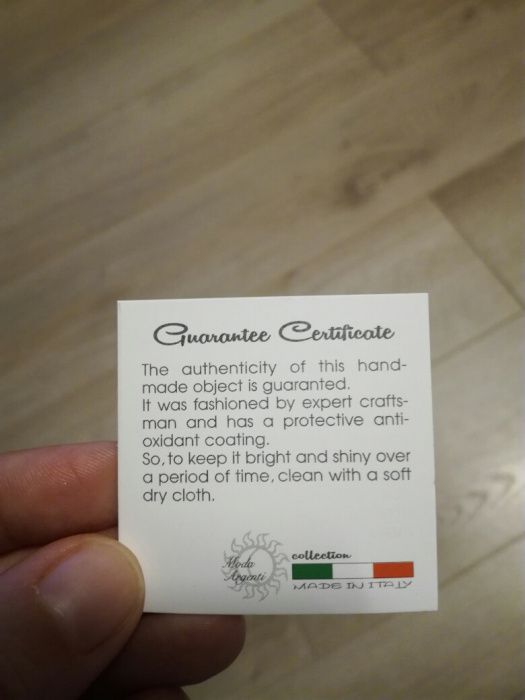 Guarantee Certificate
The authenticity of this hand-
made object is guaranted.
It was fashioned by expert crafts-
man and has a protective anti-
oxidant coating.
So, to keep it bright and shiny over
a period of time, clean with a soft
dry cloth.
Moda
Argenti
collection
MADE IN ITALY